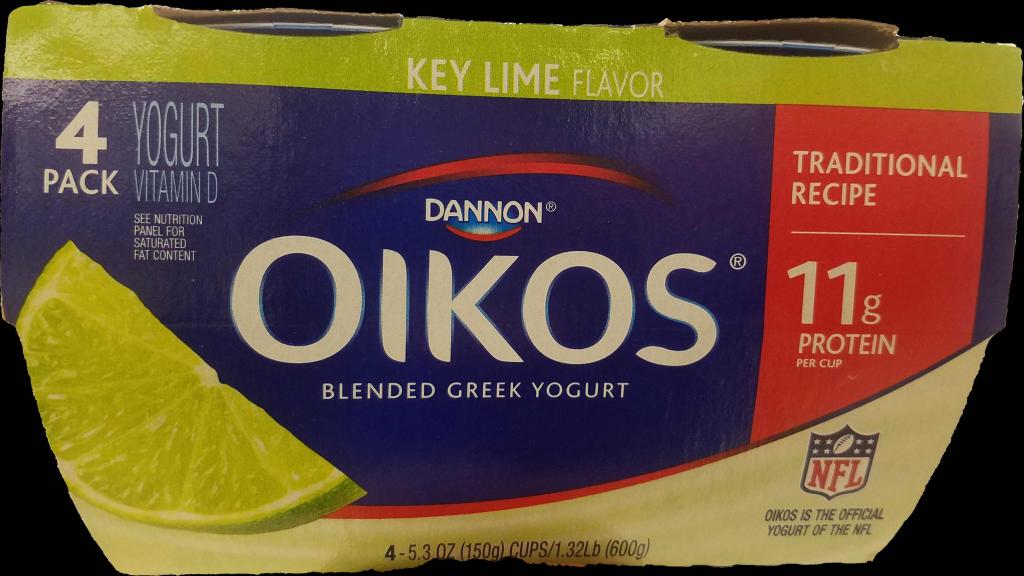 KEY LIME FLAVOR
4
PACK
YOGURT
VITAMIN D
SEE NUTRITION
PANEL FOR
SATURATED
FAT CONTENT
DANNON®
OIKOS®
BLENDED GREEK YOGURT
TRADITIONAL
RECIPE
11g
PROTEIN
PER CUP
NFL
OIKOS IS THE OFFICIAL
YOGURT OF THE NFL
4-5.3 OZ (150g) CUPS/1.32Lb (600g)